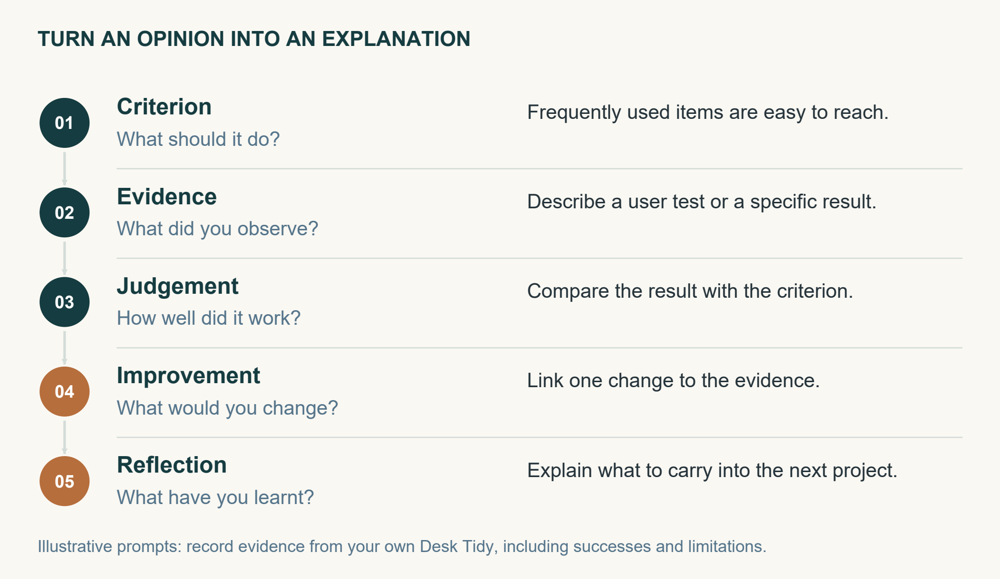 TURN AN OPINION INTO AN EXPLANATION
01
Criterion
What should it do?
Frequently used items are easy to reach.
02
Evidence
What did you observe?
Describe a user test or a specific result.
03
Judgement
How well did it work?
Compare the result with the criterion.
04
Improvement
What would you change?
Link one change to the evidence.
05
Reflection
What have you learnt?
Explain what to carry into the next project.
Illustrative prompts: record evidence from your own Desk Tidy, including successes and limitations.